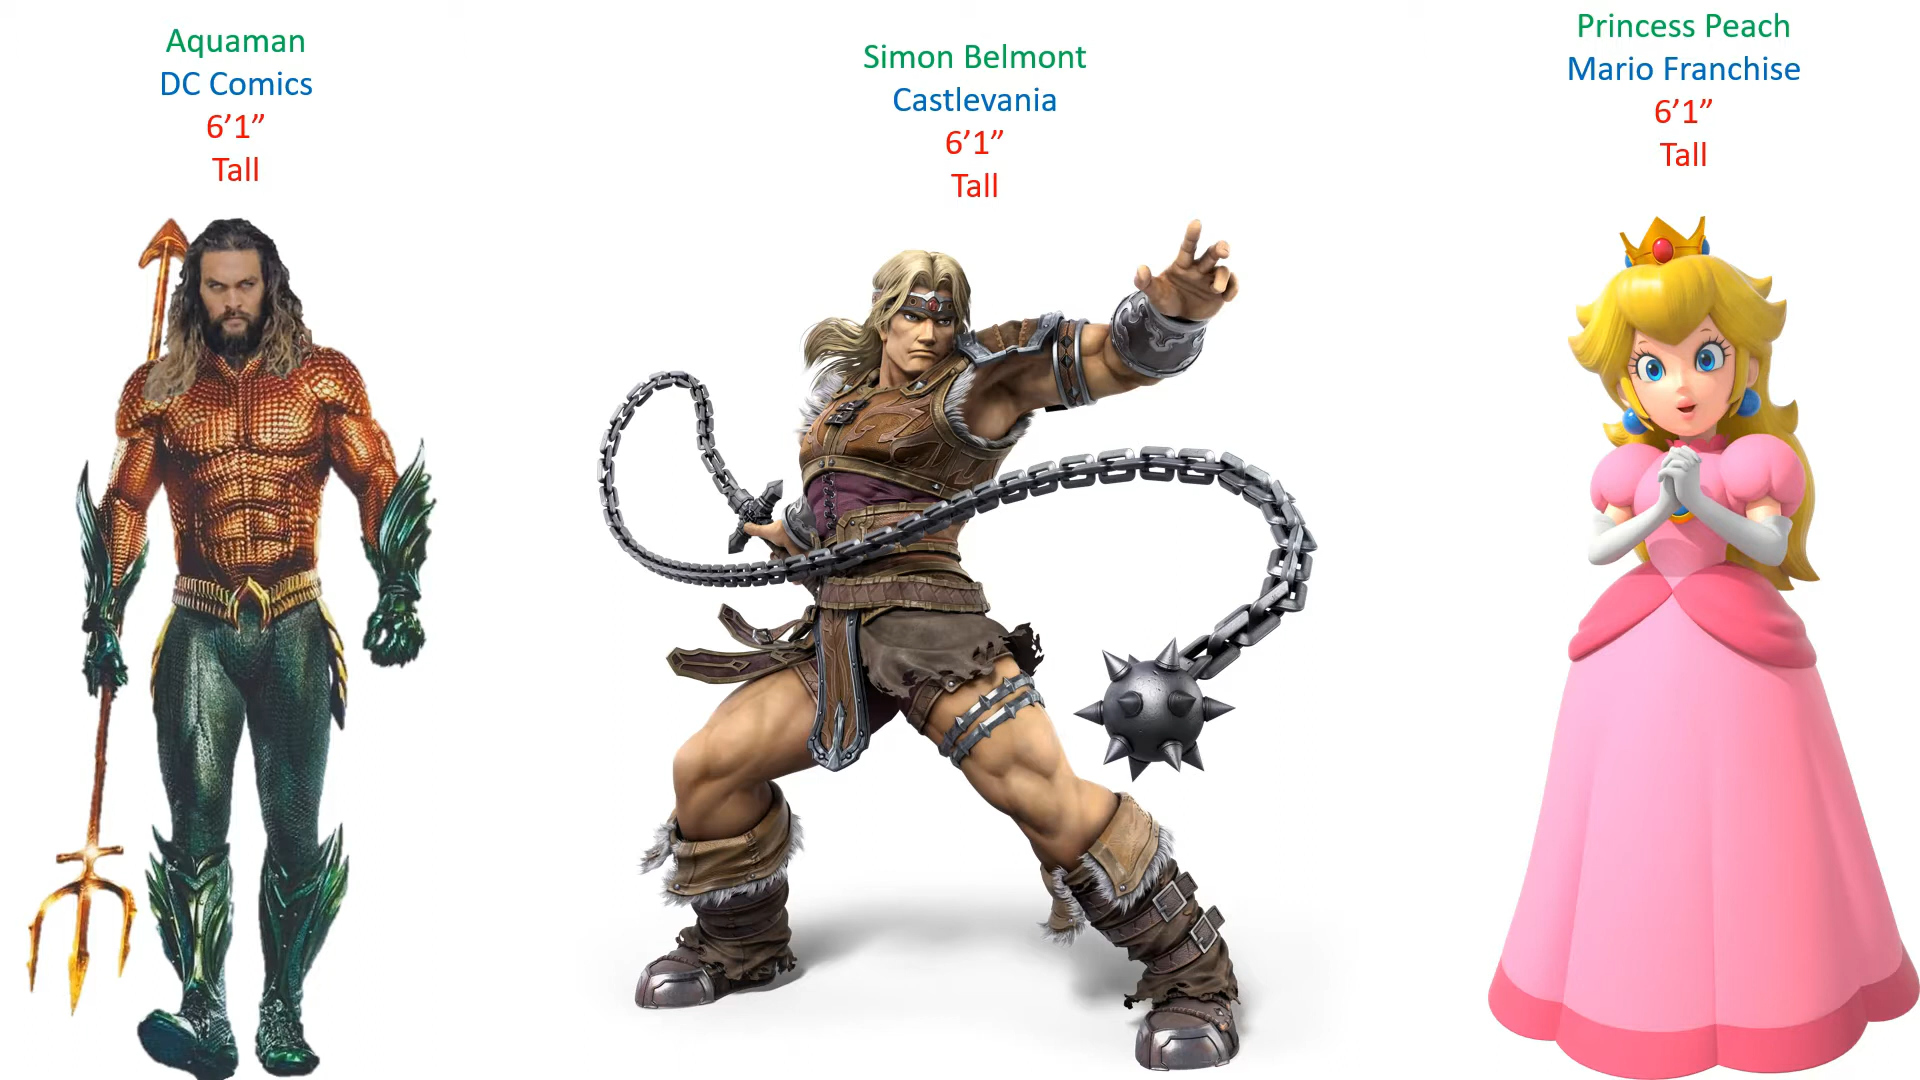 Aquaman
DC Comics
6’1”
Tall
Simon Belmont
Castlevania
6’1”
Tall
Princess Peach
Mario Franchise
6’1”
Tall